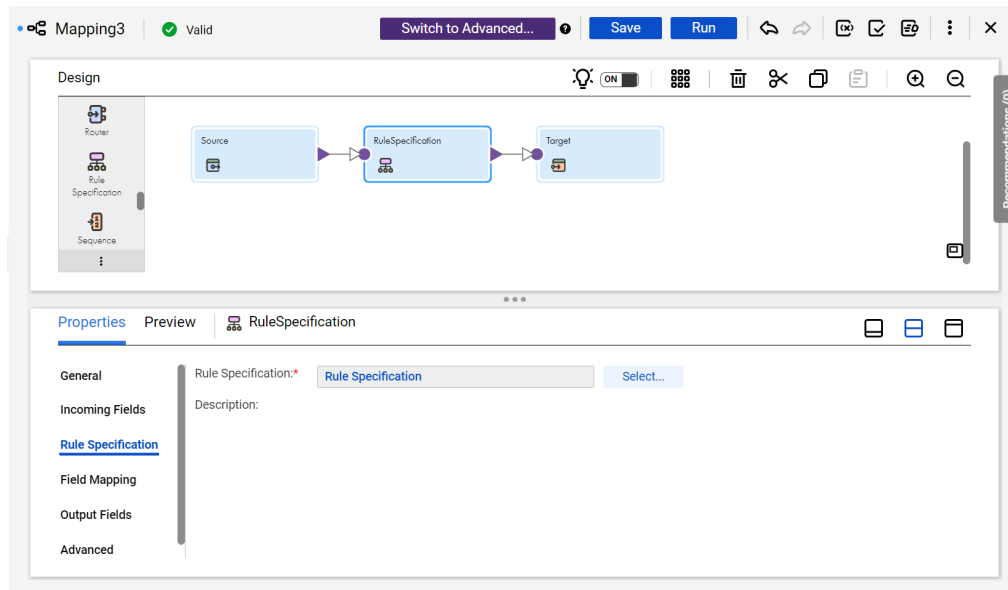 Mapping3
Valid
Switch to Advanced...
?
Save
Run
Design
ON
Recommendations (0)
Router
Rule
Specification
Sequence
Source
RuleSpecification
Target
Properties
Preview
RuleSpecification
General
Incoming Fields
Rule Specification
Field Mapping
Output Fields
Advanced
Rule Specification:*
Rule Specification
Select...
Description: